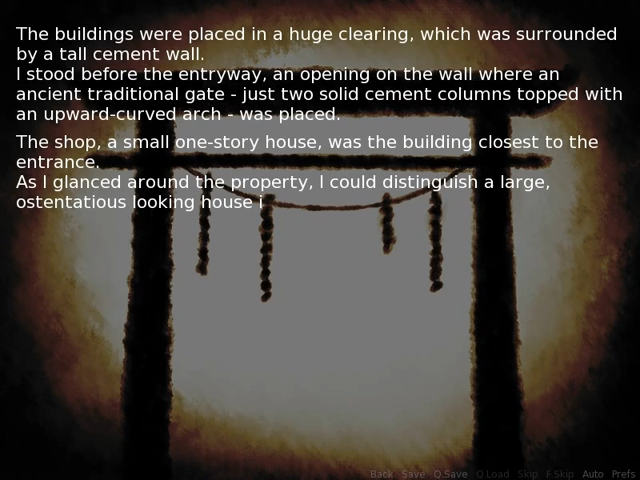 The buildings were placed in a huge clearing, which was surrounded
by a tall cement wall.
I stood before the entryway, an opening on the wall where an
ancient traditional gate - just two solid cement columns topped with
an upward-curved arch - was placed.
The shop, a small one-story house, was the building closest to the
entrance.
As I glanced around the property, I could distinguish a large,
ostentatious looking house i
Back Save Q.Save Q.Load Skip F.Skip Auto Prefs